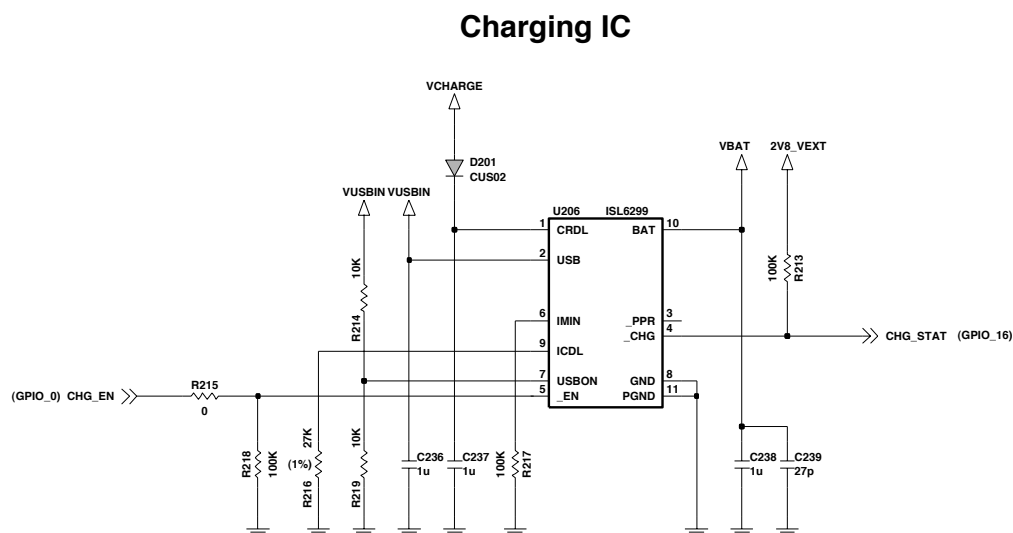 Charging IC
VCHARGE
VBAT 2V8_VEXT
D201
CUS02
VUSBIN VUSBIN
U206 ISL6299
1 CRDL BAT 10
2 USB
10K
R214
100K
R213
6 IMIN _PPR 3
_CHG 4
CHG_STAT (GPIO_16)
9 ICDL
7 USBON GND 8
5 _EN PGND 11
(GPIO_0) CHG_EN
R215
0
R218
100K
27K
(1%)
R216
10K
R219
C236
1u
C237
1u
100K
R217
C238
1u
C239
27p